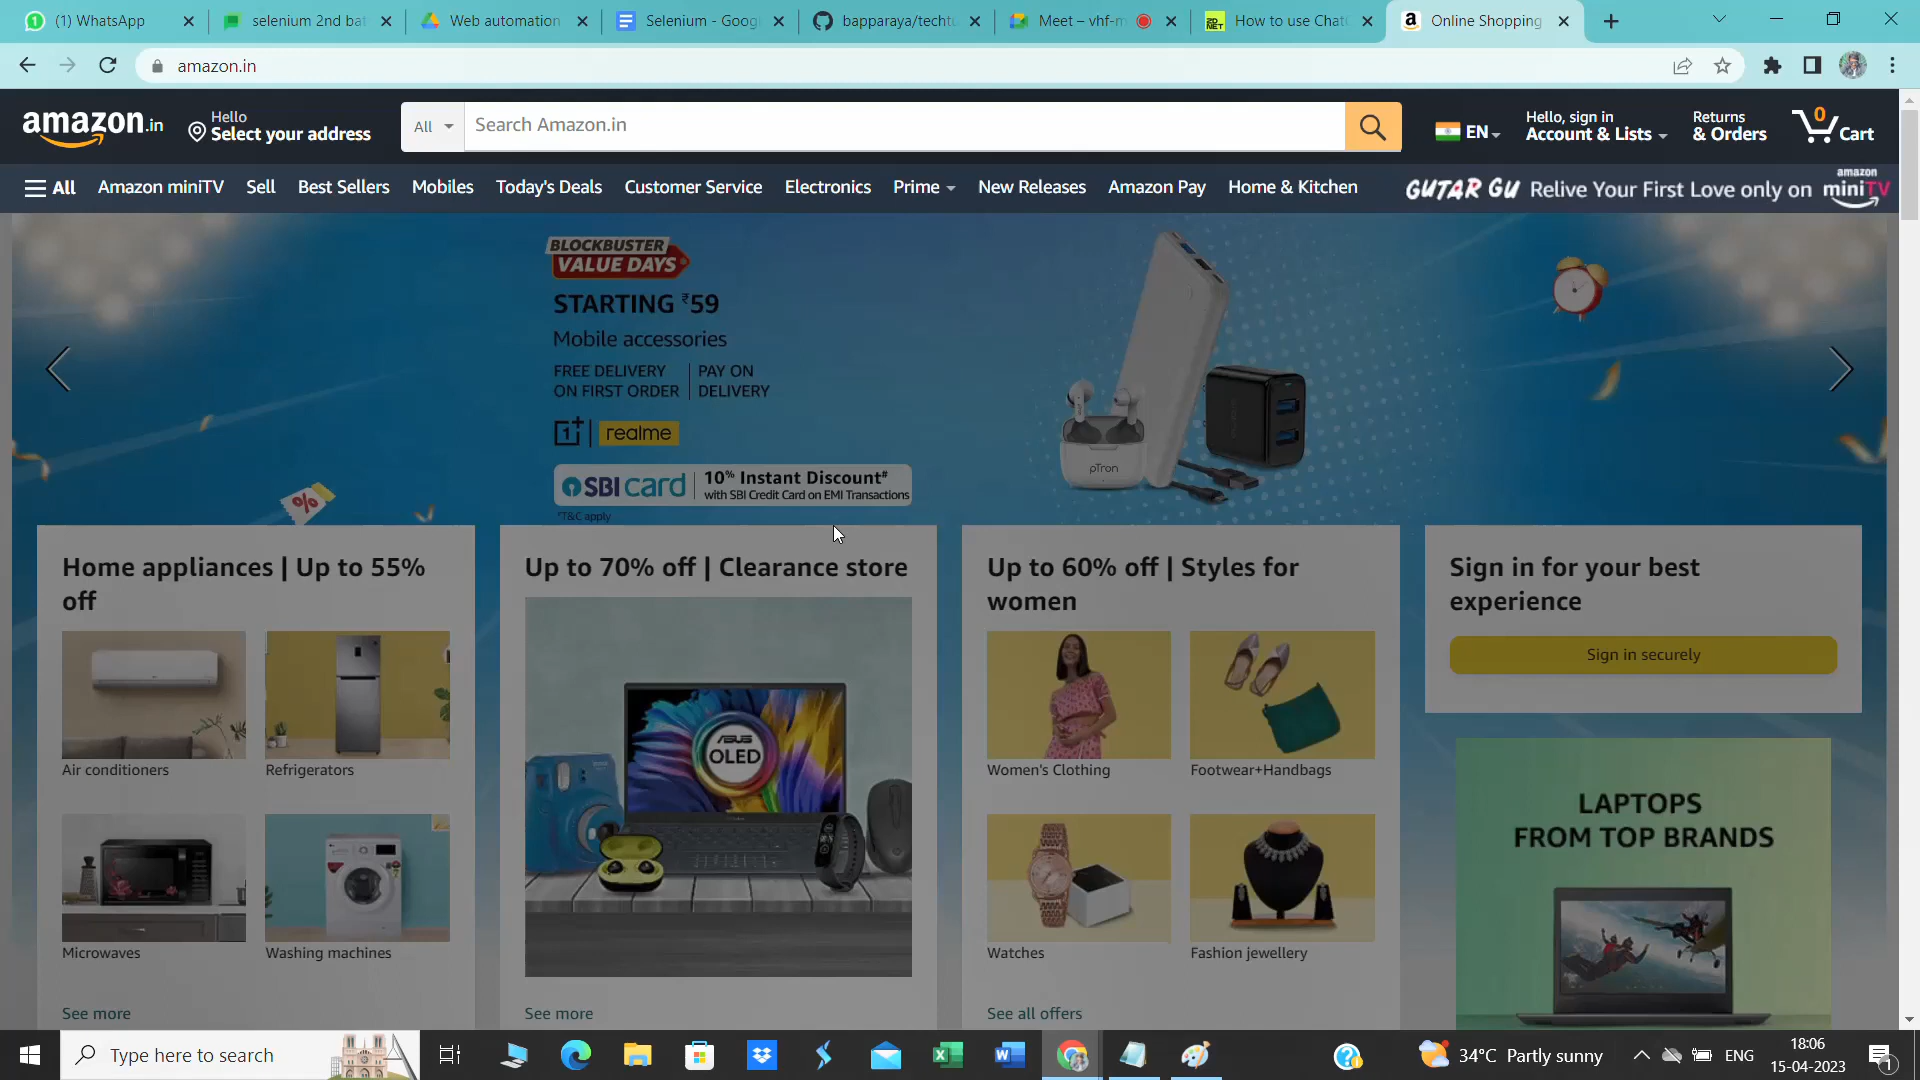 (1) WhatsApp
selenium 2nd bat
Web automation
Selenium - Googl
bapparaya/techtu
Meet – vhf-m
How to use ChatG
Online Shopping
amazon.in
amazon.in
Hello
Select your address
All
Search Amazon.in
EN
Hello, sign in
Account & Lists
Returns
& Orders
0
Cart
All
Amazon miniTV
Sell
Best Sellers
Mobiles
Today's Deals
Customer Service
Electronics
Prime
New Releases
Amazon Pay
Home & Kitchen
GUTAR GU Relive Your First Love only on amazon miniTV
BLOCKBUSTER
VALUE DAYS
STARTING ₹59
Mobile accessories
FREE DELIVERY
ON FIRST ORDER
PAY ON
DELIVERY
1+ | realme
SBI card
10% Instant Discount#
with SBI Credit Card on EMI Transactions
*T&C apply
pTron
%
Home appliances | Up to 55%
off
Air conditioners
Refrigerators
Microwaves
Washing machines
See more
Up to 70% off | Clearance store
ASUS
OLED
See more
Up to 60% off | Styles for
women
Women's Clothing
Footwear+Handbags
Watches
Fashion jewellery
See all offers
Sign in for your best
experience
Sign in securely
LAPTOPS
FROM TOP BRANDS
Type here to search
34°C Partly sunny
ENG
18:06
15-04-2023
1